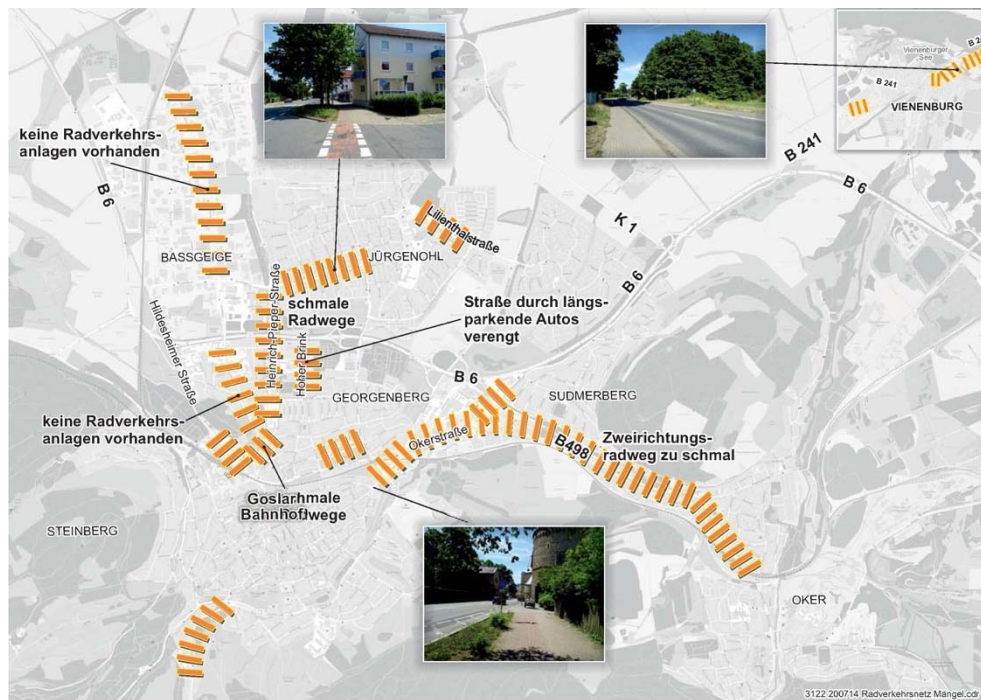 Vienenburger
See
B 241
VIENENBURG
keine Radverkehrs-
anlagen vorhanden
B 6
B 241
B 6
K 1
Lilienthalstraße
BASSGEIGE
JÜRGENOHL
B 6
schmale
Radwege
Straße durch längs-
parkende Autos
verengt
Hildesheimer Straße
Heinrich-Pieper-Straße
Hoher Brink
B 6
GEORGENBERG
SUDMERBERG
keine Radverkehrs-
anlagen vorhanden
Okerstraße
B498
Zweirichtungs-
radweg zu schmal
Goslar
Bahnhof
STEINBERG
OKER
3122 200714 Radverkehrsnetz Mängel.cdr